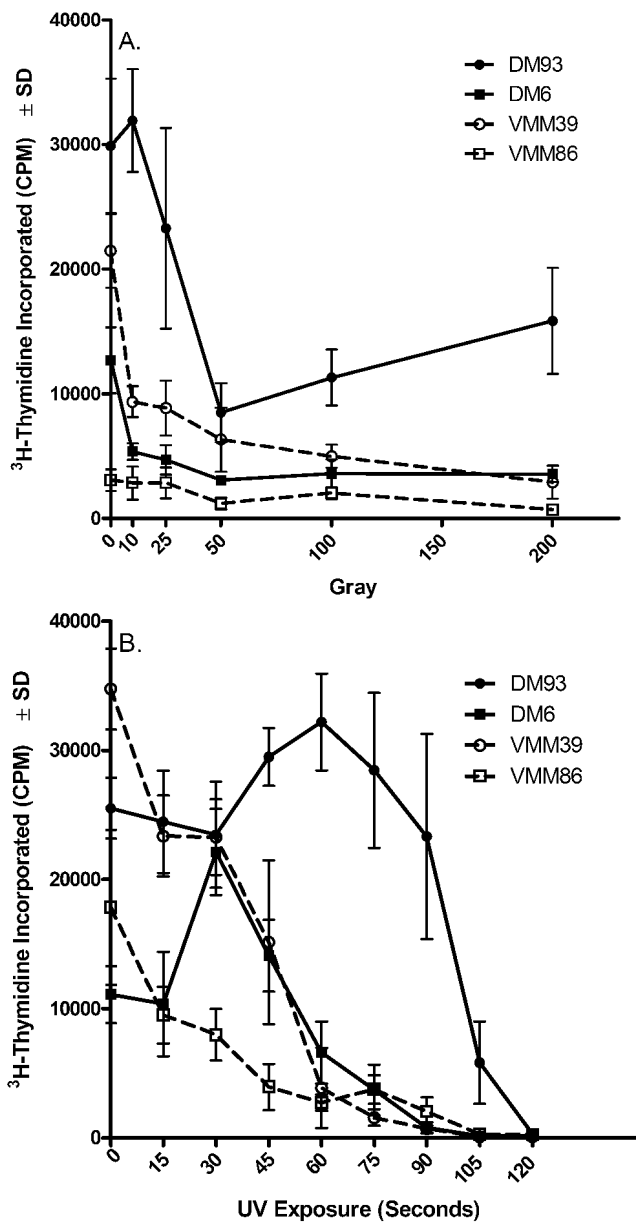 A.
DM93
DM6
VMM39
VMM86
³H-Thymidine Incorporated (CPM) ± SD
40000
30000
20000
10000
0
0 10 25 50 100 150 200
Gray
B.
DM93
DM6
VMM39
VMM86
³H-Thymidine Incorporated (CPM) ± SD
40000
30000
20000
10000
0
0 15 30 45 60 75 90 105 120
UV Exposure (Seconds)